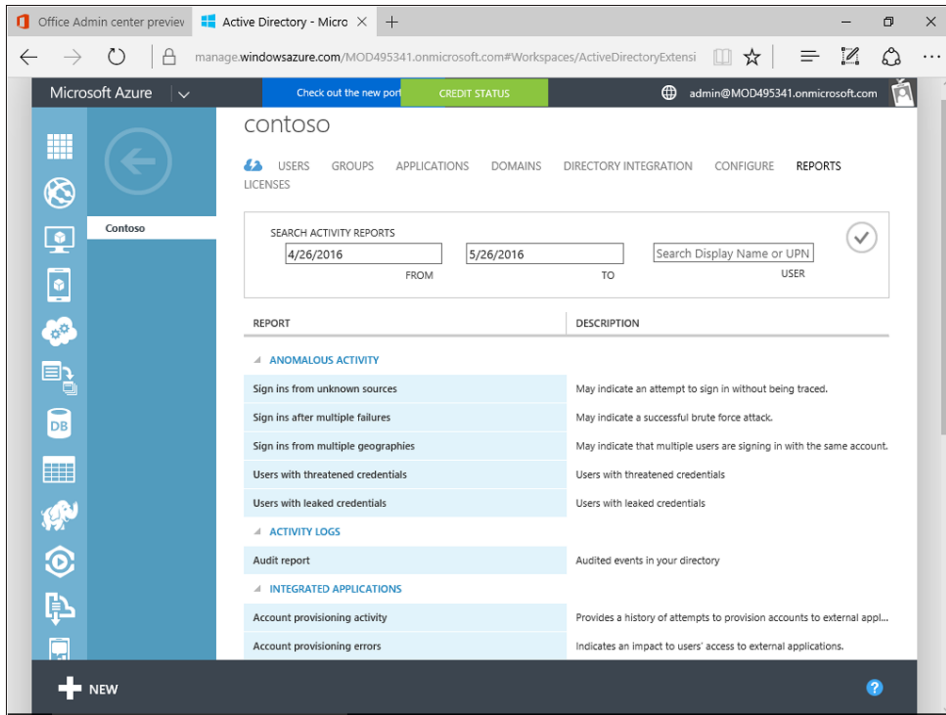 Office Admin center preview
Active Directory - Micro
manage.windowsazure.com/MOD495341.onmicrosoft.com#Workspaces/ActiveDirectoryExtensi
Microsoft Azure
Check out the new port
CREDIT STATUS
admin@MOD495341.onmicrosoft.com
contoso
USERS GROUPS APPLICATIONS DOMAINS DIRECTORY INTEGRATION CONFIGURE REPORTS
LICENSES
Contoso
SEARCH ACTIVITY REPORTS
4/26/2016 5/26/2016 Search Display Name or UPN
FROM TO USER
REPORT DESCRIPTION
ANOMALOUS ACTIVITY
Sign ins from unknown sources May indicate an attempt to sign in without being traced.
Sign ins after multiple failures May indicate a successful brute force attack.
Sign ins from multiple geographies May indicate that multiple users are signing in with the same account.
Users with threatened credentials Users with threatened credentials
Users with leaked credentials Users with leaked credentials
ACTIVITY LOGS
Audit report Audited events in your directory
INTEGRATED APPLICATIONS
Account provisioning activity Provides a history of attempts to provision accounts to external appl...
Account provisioning errors Indicates an impact to users' access to external applications.
DB
NEW
?